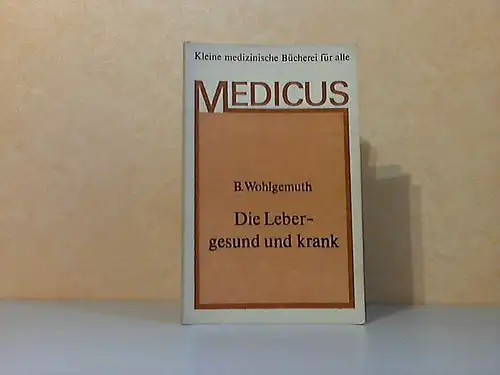 Kleine medizinische Bücherei für alle
MEDICUS
B. Wohlgemuth
Die Leber-
gesund und krank